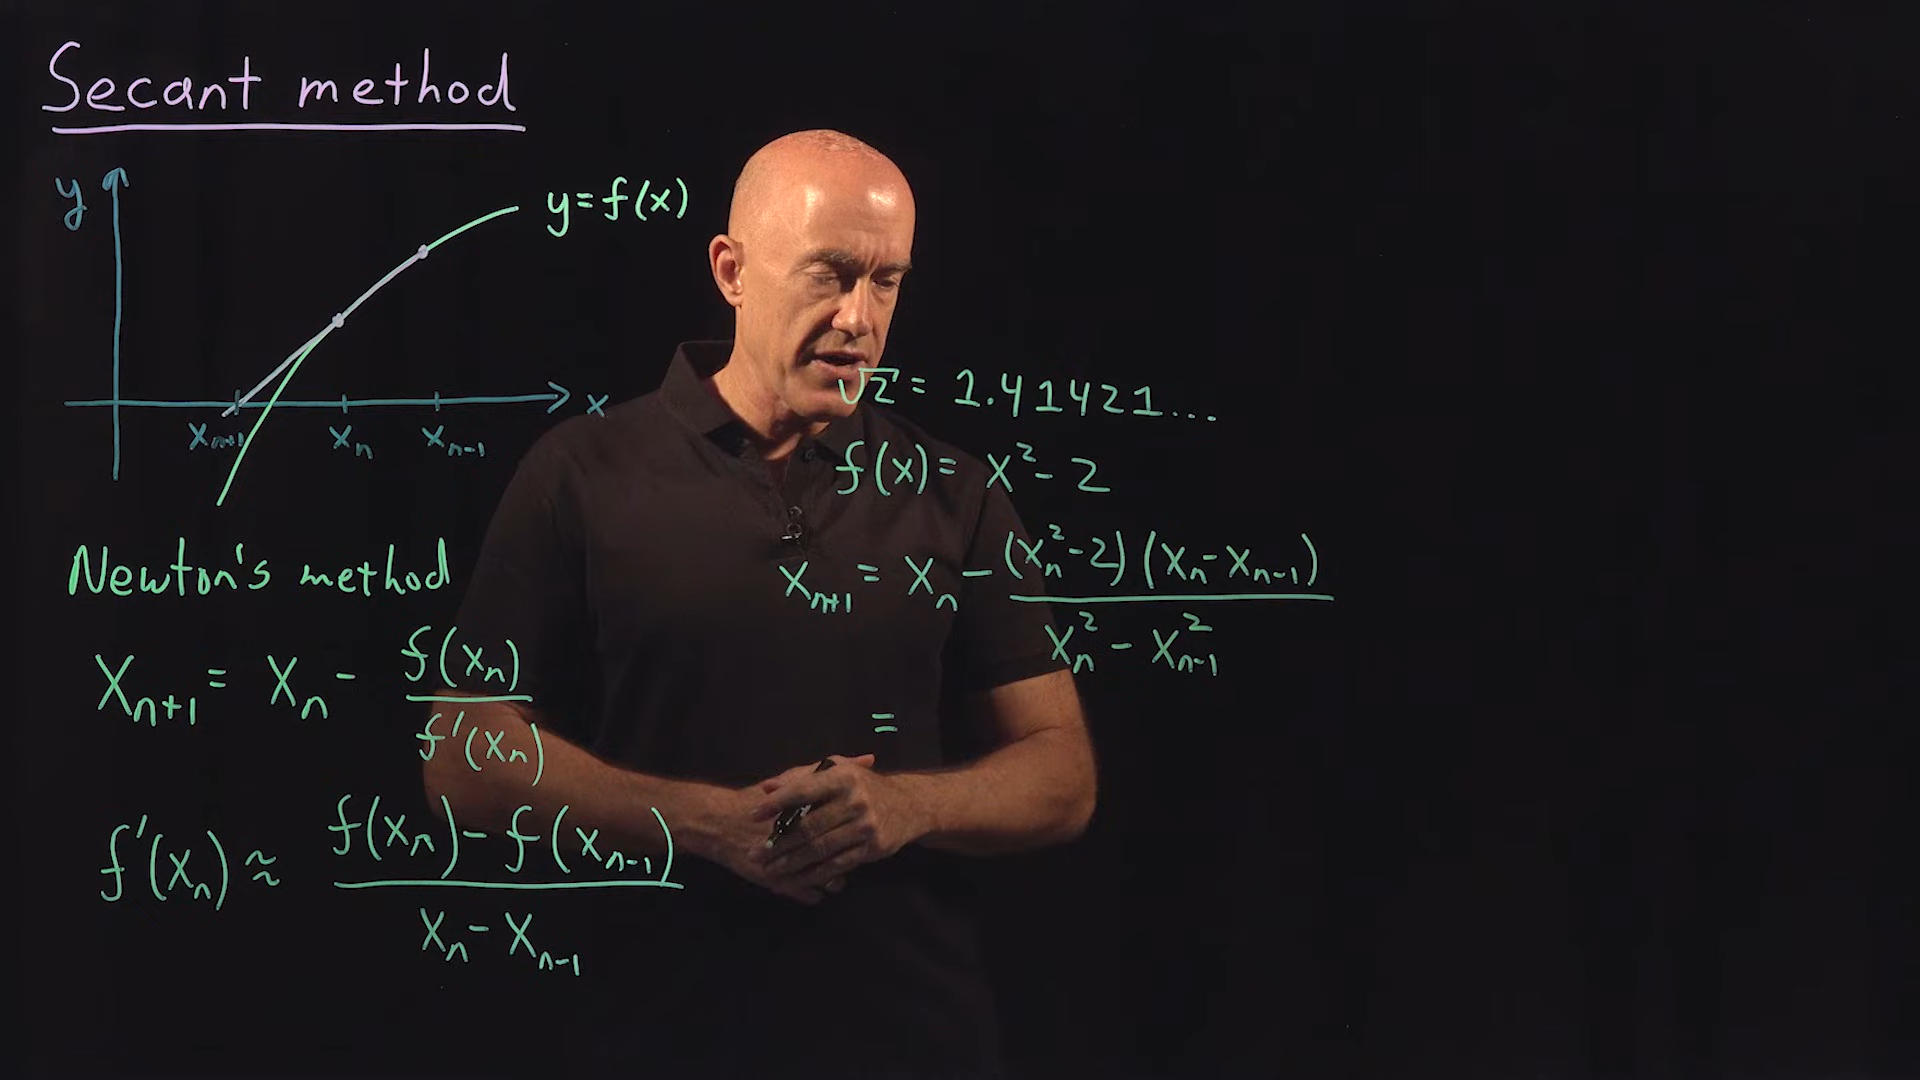 Secant method
y
y=f(x)
x
xₙ₊₁ xₙ xₙ₋₁
Newton's method
xₙ₊₁ = xₙ - f(xₙ) / f'(xₙ)
f'(xₙ) ≈ (f(xₙ) - f(xₙ₋₁)) / (xₙ - xₙ₋₁)
√2 = 1.41421...
f(x) = x² - 2
xₙ₊₁ = xₙ - (xₙ² - 2)(xₙ - xₙ₋₁) / (xₙ² - xₙ₋₁²)
=